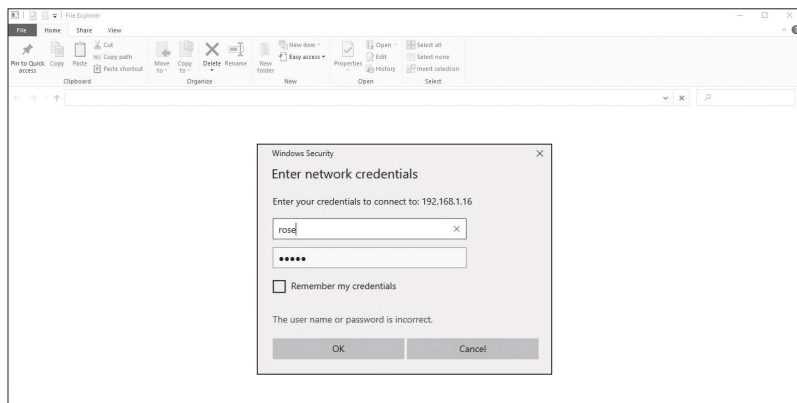 File Explorer
File Home Share View
Pin to Quick access
Copy
Paste
Cut
Copy path
Paste shortcut
Clipboard
Move to
Copy to
Delete
Rename
Organize
New folder
New item
Easy access
New
Properties
Open
Edit
History
Open
Select all
Select none
Invert selection
Select
Windows Security
Enter network credentials
Enter your credentials to connect to: 192.168.1.16
rose
•••••
Remember my credentials
The user name or password is incorrect.
OK Cancel